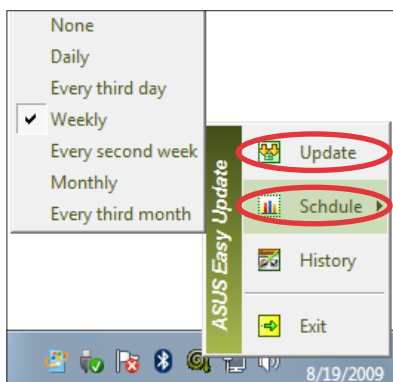 None
Daily
Every third day
Weekly
Every second week
Monthly
Every third month
ASUS Easy Update
Update
Schdule
History
Exit
8/19/2009